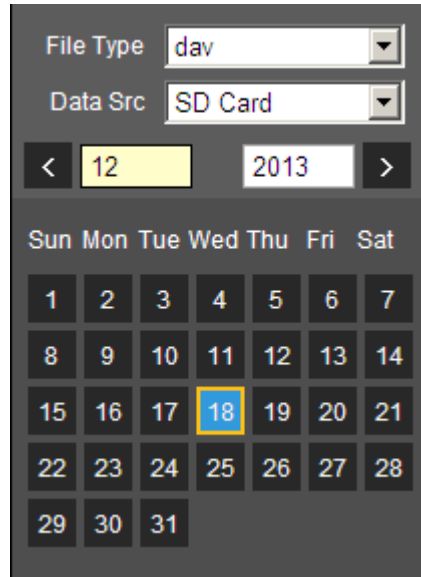 File Type dav
Data Src SD Card
< 12 2013 >
Sun Mon Tue Wed Thu Fri Sat
1 2 3 4 5 6 7
8 9 10 11 12 13 14
15 16 17 18 19 20 21
22 23 24 25 26 27 28
29 30 31